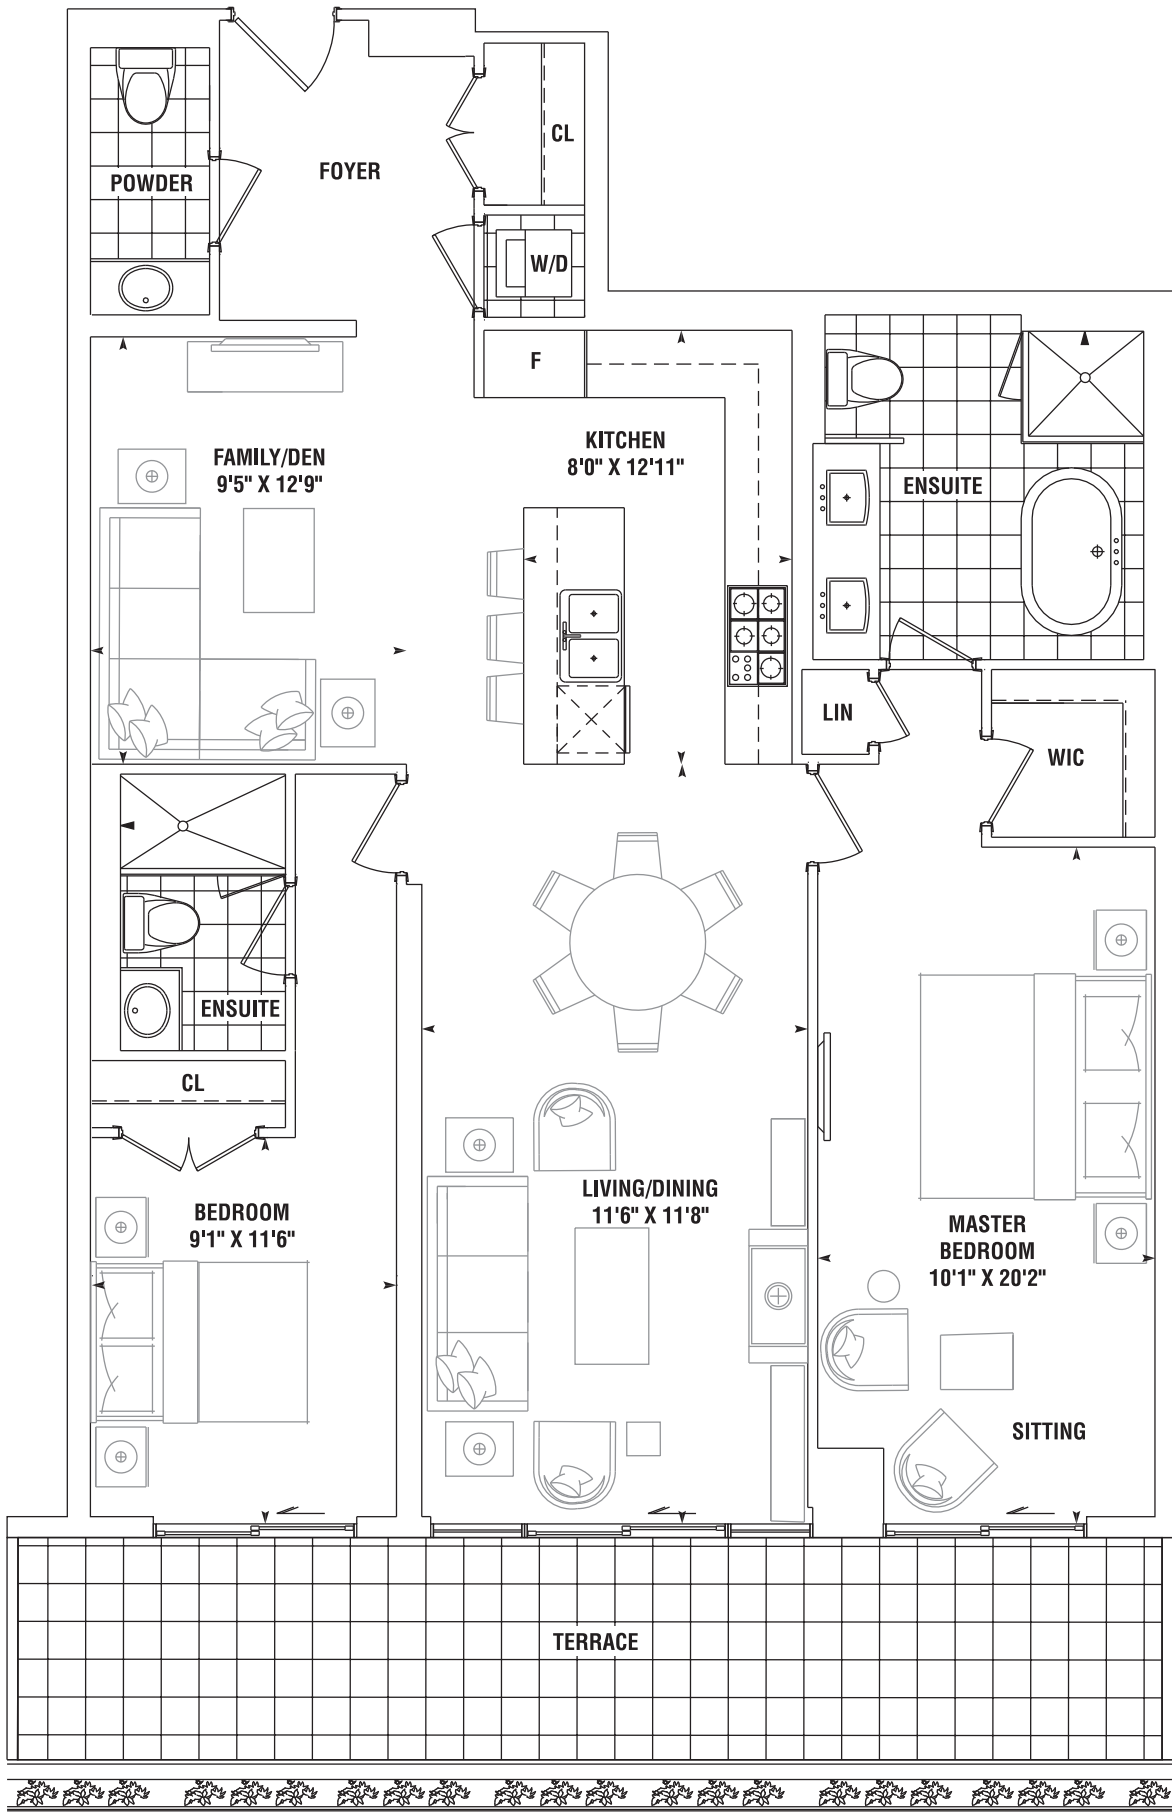 CL
FOYER
POWDER
W/D
F
KITCHEN
8'0" X 12'11"
FAMILY/DEN
9'5" X 12'9"
ENSUITE
LIN
WIC
ENSUITE
CL
LIVING/DINING
11'6" X 11'8"
BEDROOM
9'1" X 11'6"
MASTER
BEDROOM
10'1" X 20'2"
SITTING
TERRACE